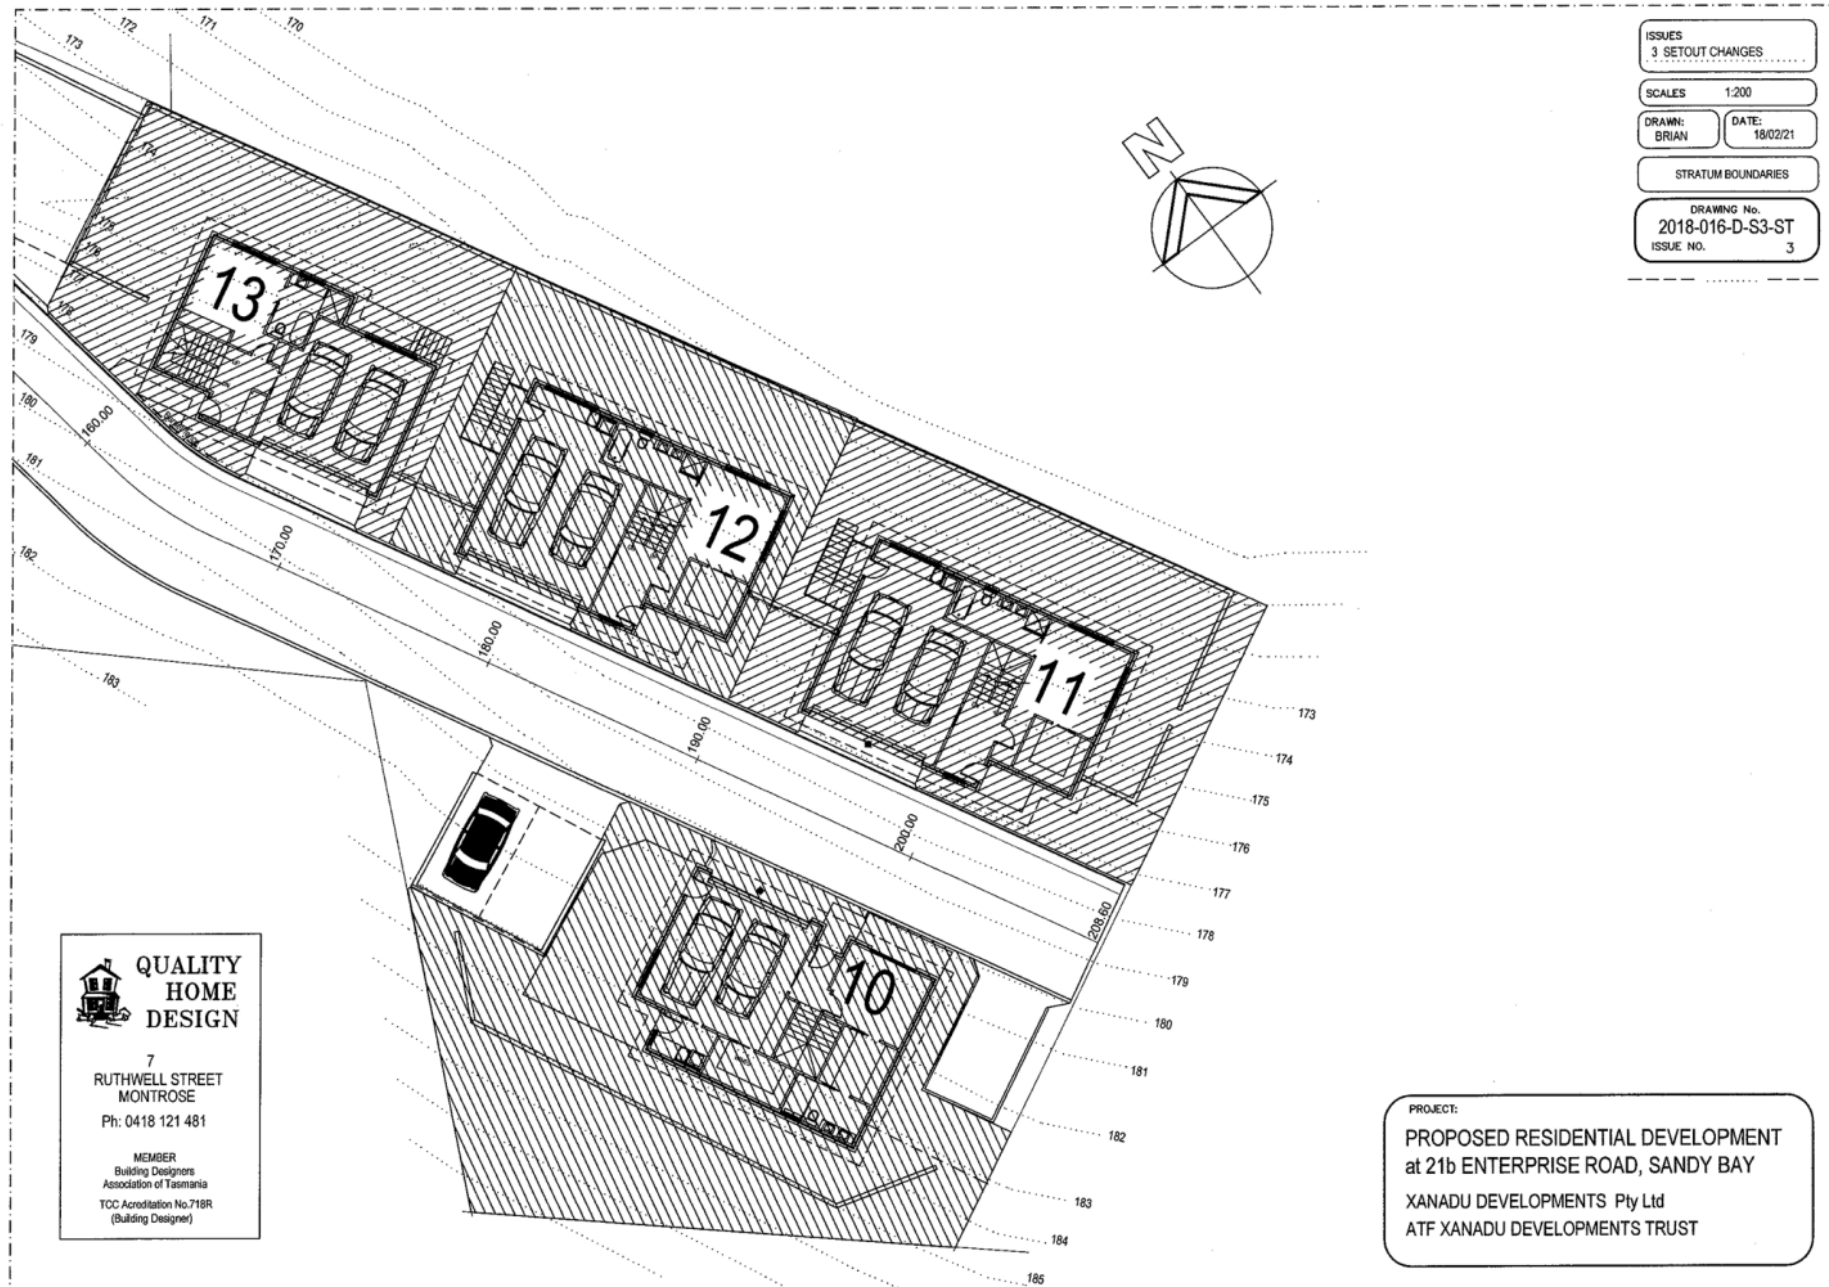 173
172
171
170
174
175
176
177
178
179
180
181
182
183
160.00
170.00
180.00
190.00
200.00
208.60
13
12
11
10
N
173
174
175
176
177
178
179
180
181
182
183
184
185
ISSUES
3 SETOUT CHANGES
SCALES 1:200
DRAWN:
BRIAN
DATE:
18/02/21
STRATUM BOUNDARIES
DRAWING No.
2018-016-D-S3-ST
ISSUE NO. 3
QUALITY
HOME
DESIGN
7
RUTHWELL STREET
MONTROSE
Ph: 0418 121 481
MEMBER
Building Designers
Association of Tasmania
TCC Acreditation No.718R
(Building Designer)
PROJECT:
PROPOSED RESIDENTIAL DEVELOPMENT
at 21b ENTERPRISE ROAD, SANDY BAY
XANADU DEVELOPMENTS Pty Ltd
ATF XANADU DEVELOPMENTS TRUST